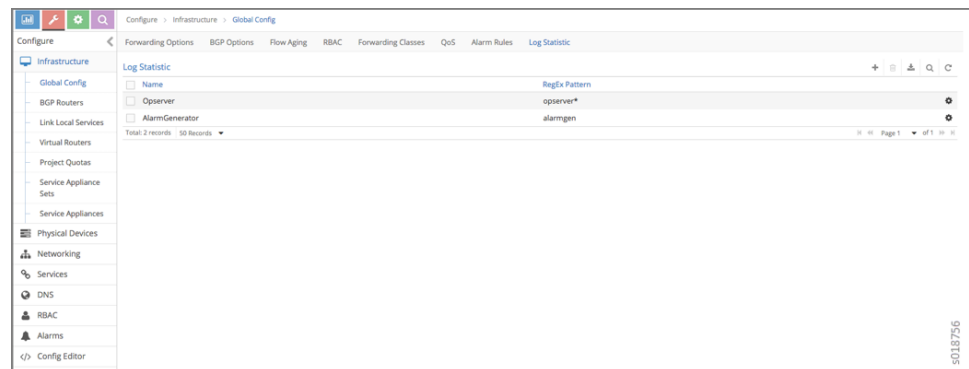 Configure > Infrastructure > Global Config
Configure
Forwarding Options BGP Options Flow Aging RBAC Forwarding Classes QoS Alarm Rules Log Statistic
Infrastructure
Global Config
BGP Routers
Link Local Services
Virtual Routers
Project Quotas
Service Appliance
Sets
Service Appliances
Physical Devices
Networking
Services
DNS
RBAC
Alarms
</> Config Editor
Log Statistic
Name RegEx Pattern
Opserver opserver*
AlarmGenerator alarmgen
Total: 2 records 50 Records Page 1 of 1
s018756